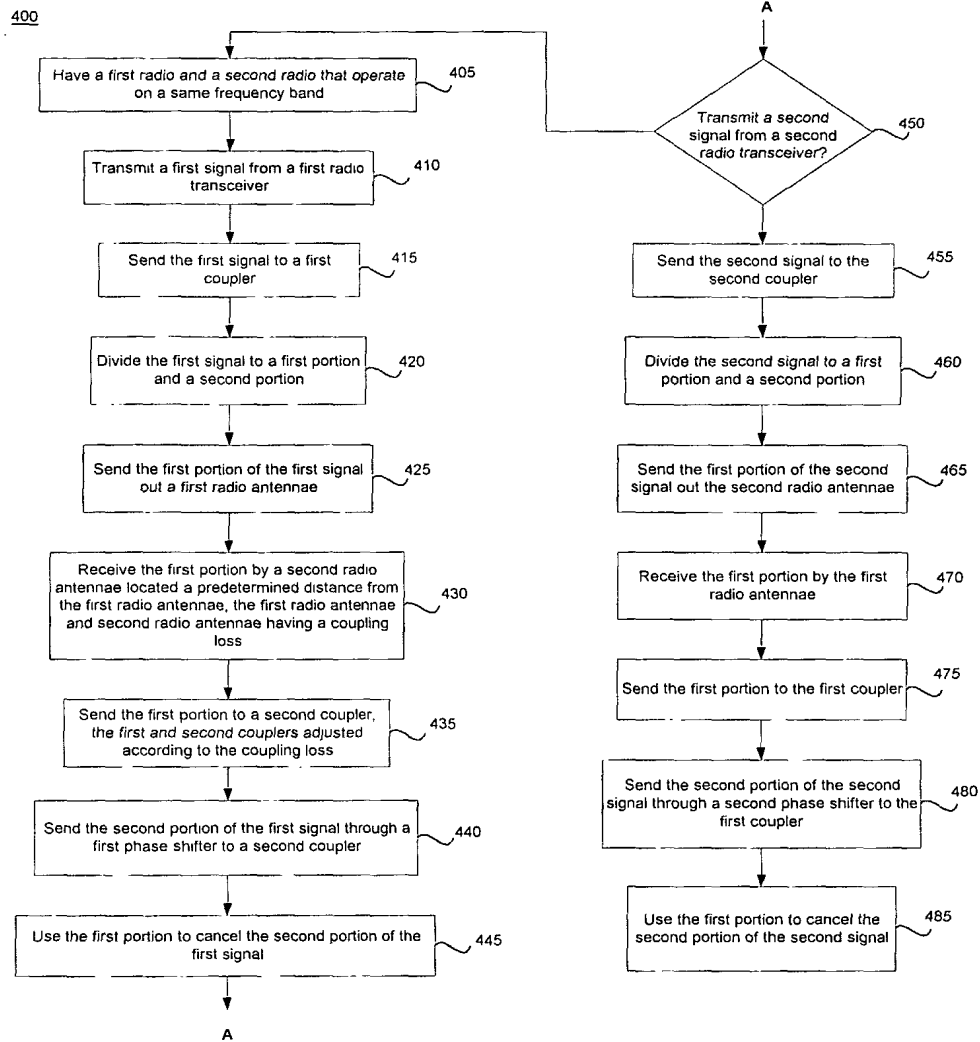 400
Have a first radio and a second radio that operate
on a same frequency band
405
Transmit a first signal from a first radio
transceiver
410
Send the first signal to a first
coupler
415
Divide the first signal to a first portion
and a second portion
420
Send the first portion of the first signal
out a first radio antennae
425
Receive the first portion by a second radio
antennae located a predetermined distance from
the first radio antennae, the first radio antennae
and second radio antennae having a coupling
loss
430
Send the first portion to a second coupler,
the first and second couplers adjusted
according to the coupling loss
435
Send the second portion of the first signal through a
first phase shifter to a second coupler
440
Use the first portion to cancel the second portion of the
first signal
445
A
A
Transmit a second
signal from a second
radio transceiver?
450
Send the second signal to the
second coupler
455
Divide the second signal to a first
portion and a second portion
460
Send the first portion of the second
signal out the second radio antennae
465
Receive the first portion by the first
radio antennae
470
Send the first portion to the first coupler
475
Send the second portion of the second
signal through a second phase shifter to the
first coupler
480
Use the first portion to cancel the
second portion of the second signal
485